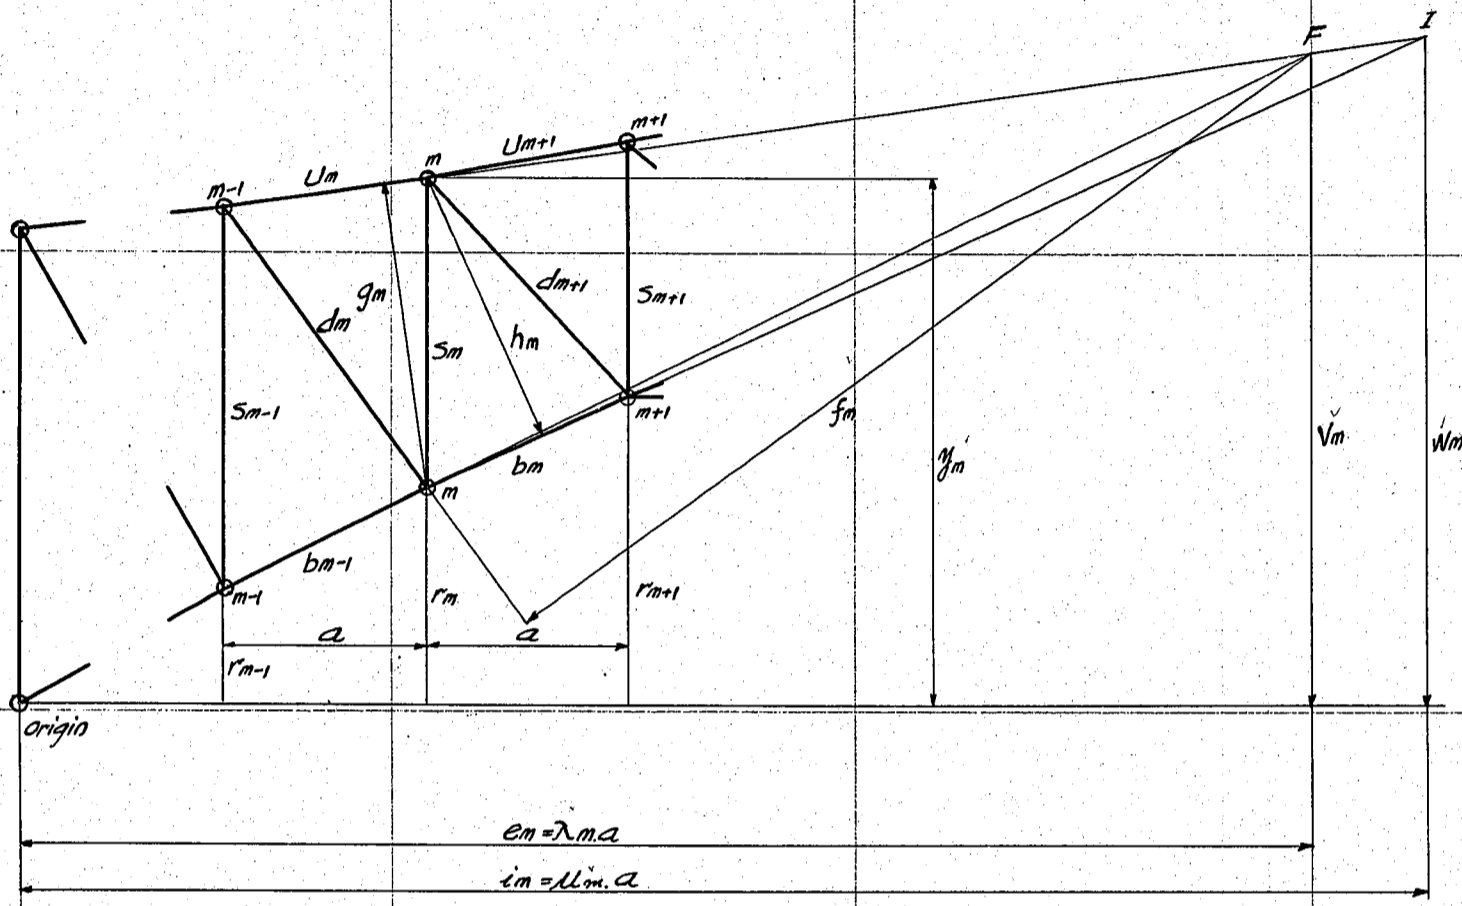 I
F
m+1
Um+1
m
Um
m-1
dm+1
gm
dm
Sm+1
hm
Sm
Sm-1
m+1
fm
Vm
Wm
ym'
bm
m
bm-1
m-1
rm
rm+1
a
a
rm-1
origin
em=λm.a
im=μm.a